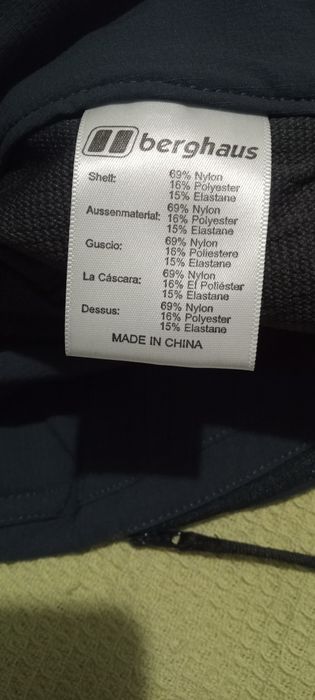 berghaus
Shell: 69% Nylon
16% Polyester
15% Elastane
Aussenmaterial: 69% Nylon
16% Polyester
15% Elastane
Guscio: 69% Nylon
16% Poliestere
15% Elastane
La Cáscara: 69% Nylon
16% El Poliéster
15% Elastane
Dessus: 69% Nylon
16% Polyester
15% Elastane
MADE IN CHINA